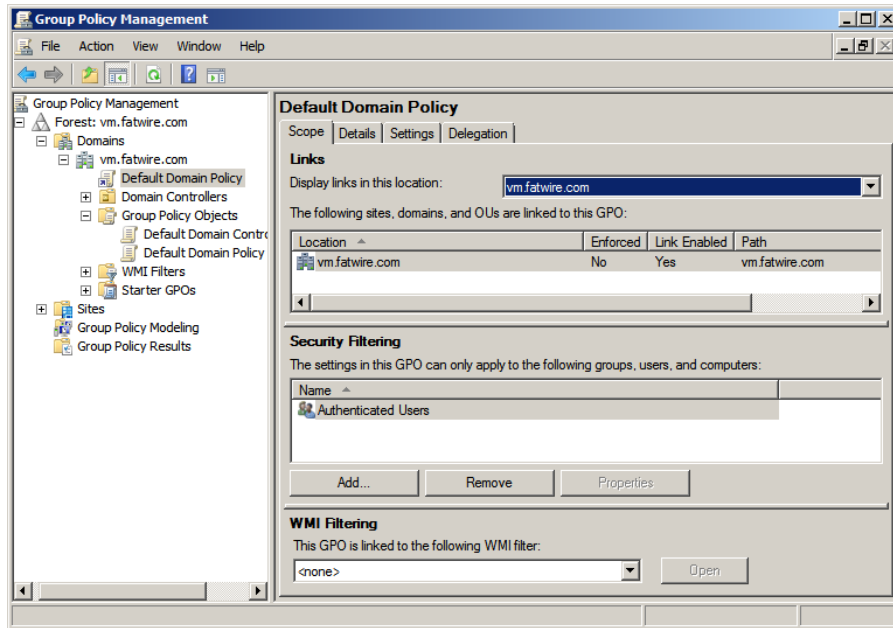 Group Policy Management
File Action View Window Help
Group Policy Management
Forest: vm.fatwire.com
Domains
vm.fatwire.com
Default Domain Policy
Domain Controllers
Group Policy Objects
Default Domain Contro
Default Domain Policy
WMI Filters
Starter GPOs
Sites
Group Policy Modeling
Group Policy Results
Default Domain Policy
Scope Details Settings Delegation
Links
Display links in this location: vm.fatwire.com
The following sites, domains, and OUs are linked to this GPO:
Location Enforced Link Enabled Path
vm.fatwire.com No Yes vm.fatwire.com
Security Filtering
The settings in this GPO can only apply to the following groups, users, and computers:
Name
Authenticated Users
Add... Remove Properties
WMI Filtering
This GPO is linked to the following WMI filter:
<none> Open